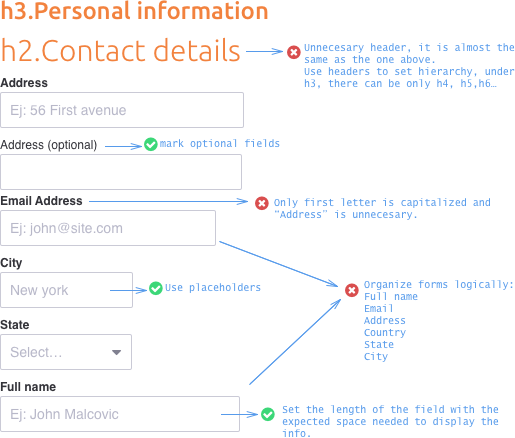 h3.Personal information
h2.Contact details
Unnecesary header, it is almost the
same as the one above.
Use headers to set hierarchy, under
h3, there can be only h4, h5,h6…
Address
Ej: 56 First avenue
Address (optional)
mark optional fields
Email Address
Only first letter is capitalized and
“Address” is unnecesary.
Ej: john@site.com
City
New york
Use placeholders
Organize forms logically:
Full name
Email
Address
Country
State
City
State
Select...
Full name
Ej: John Malcovic
Set the length of the field with the
expected space needed to display the
info.